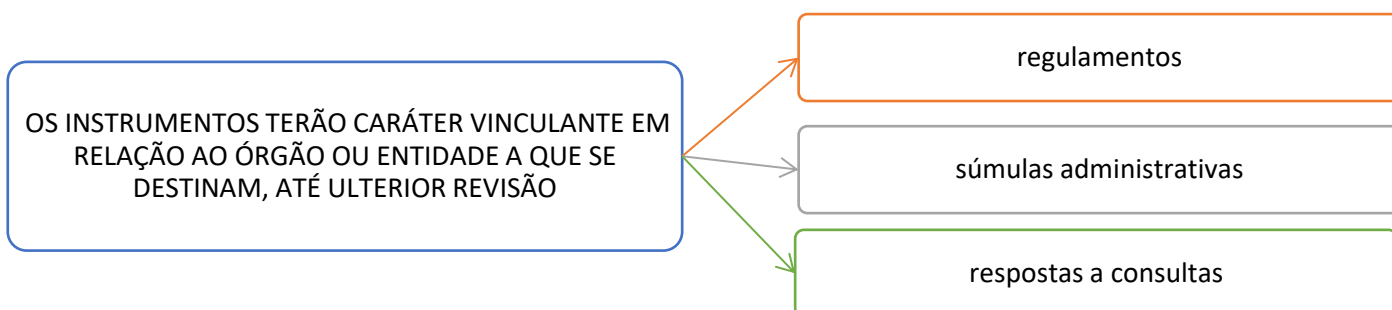 OS INSTRUMENTOS TERÃO CARÁTER VINCULANTE EM
RELAÇÃO AO ÓRGÃO OU ENTIDADE A QUE SE
DESTINAM, ATÉ ULTERIOR REVISÃO
regulamentos
súmulas administrativas
respostas a consultas